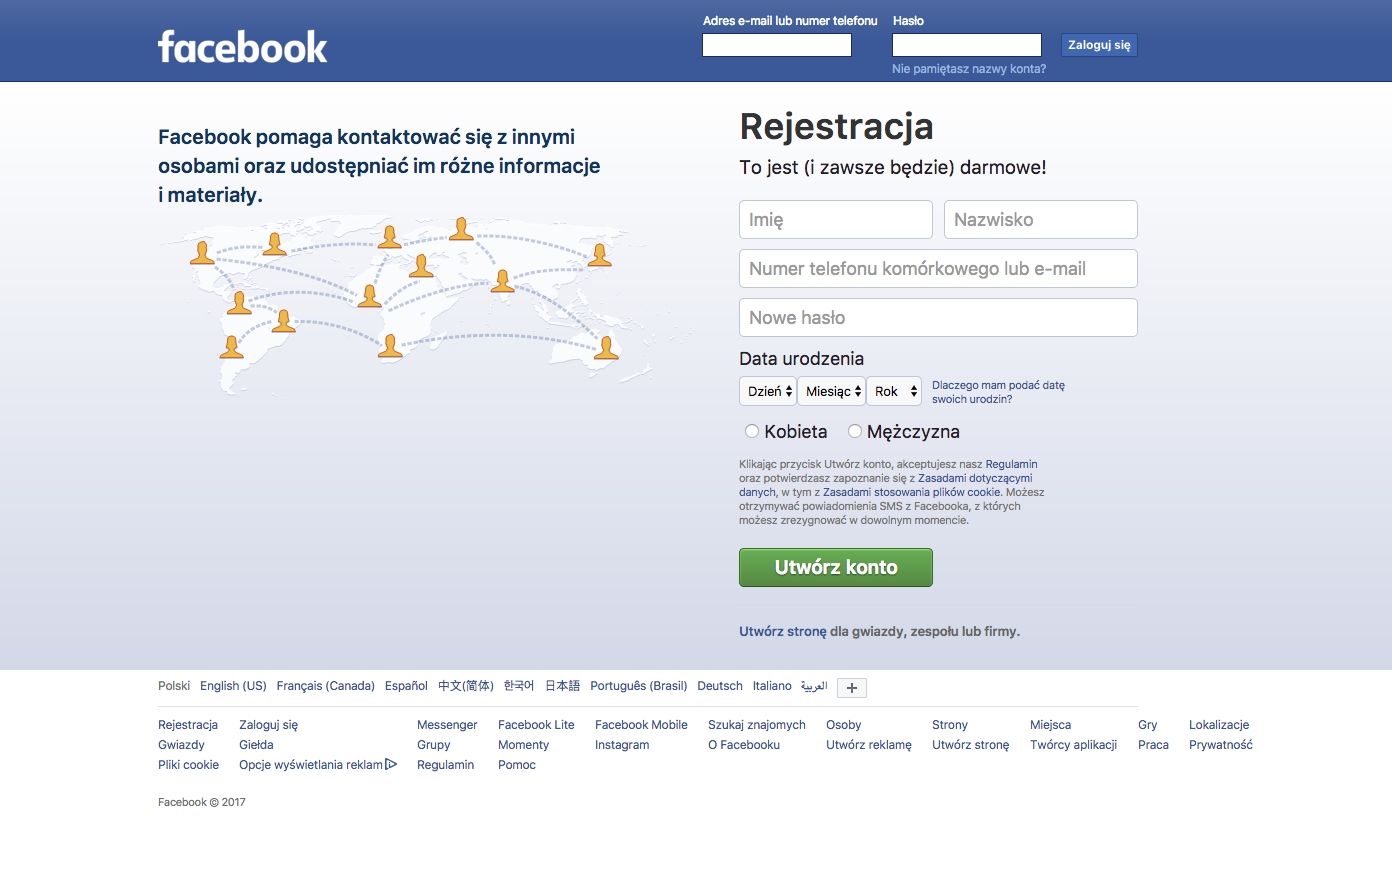 facebook
Adres e-mail lub numer telefonu
Hasło
Zaloguj się
Nie pamiętasz nazwy konta?
Facebook pomaga kontaktować się z innymi
osobami oraz udostępniać im różne informacje
i materiały.
Rejestracja
To jest (i zawsze będzie) darmowe!
Imię
Nazwisko
Numer telefonu komórkowego lub e-mail
Nowe hasło
Data urodzenia
Dzień
Miesiąc
Rok
Dlaczego mam podać datę
swoich urodzin?
Kobieta
Mężczyzna
Klikając przycisk Utwórz konto, akceptujesz nasz Regulamin
oraz potwierdzasz zapoznanie się z Zasadami dotyczącymi
danych, w tym z Zasadami stosowania plików cookie. Możesz
otrzymywać powiadomienia SMS z Facebooka, z których
możesz zrezygnować w dowolnym momencie.
Utwórz konto
Utwórz stronę dla gwiazdy, zespołu lub firmy.
Polski English (US) Français (Canada) Español 中文(简体) 한국어 日本語 Português (Brasil) Deutsch Italiano العربية +
Rejestracja Zaloguj się Messenger Facebook Lite Facebook Mobile Szukaj znajomych Osoby Strony Miejsca Gry Lokalizacje
Gwiazdy Giełda Grupy Momenty Instagram O Facebooku Utwórz reklamę Utwórz stronę Twórcy aplikacji Praca Prywatność
Pliki cookie Opcje wyświetlania reklam Regulamin Pomoc
Facebook © 2017